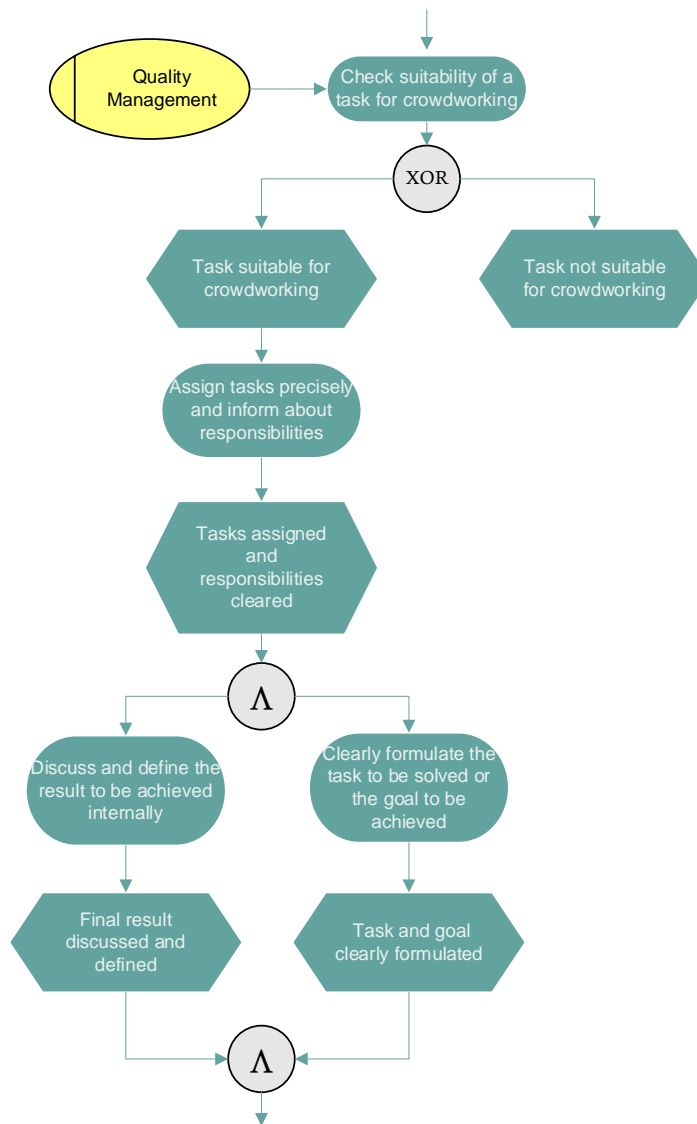 Quality
Management
Check suitability of a
task for crowdworking
XOR
Task suitable for
crowdworking
Task not suitable
for crowdworking
Assign tasks precisely
and inform about
responsibilities
Tasks assigned
and
responsibilities
cleared
Λ
Discuss and define the
result to be achieved
internally
Clearly formulate the
task to be solved or
the goal to be
achieved
Final result
discussed and
defined
Task and goal
clearly formulated
Λ